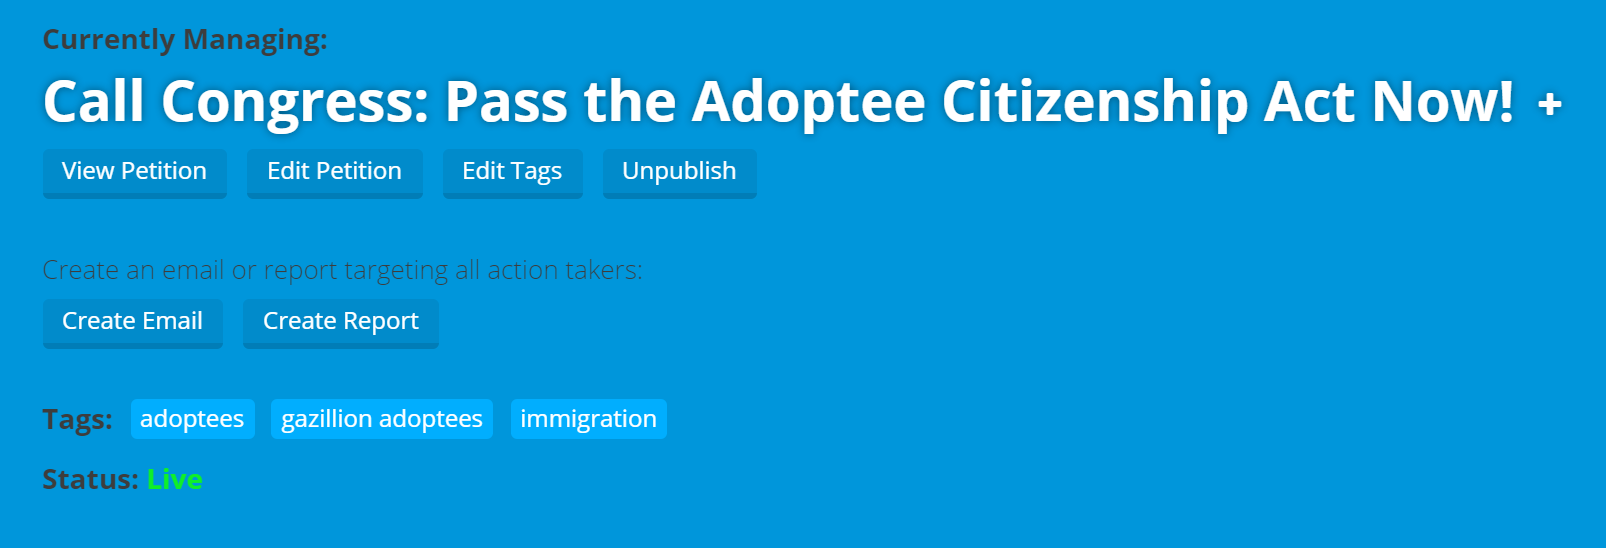 Currently Managing:
Call Congress: Pass the Adoptee Citizenship Act Now! +
View Petition Edit Petition Edit Tags Unpublish
Create an email or report targeting all action takers:
Create Email Create Report
Tags: adoptees gazillion adoptees immigration
Status: Live